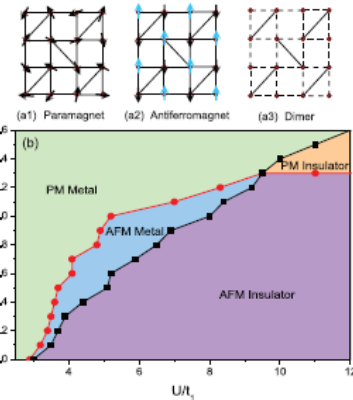 (a1) Paramagnet (a2) Antiferromagnet (a3) Dimer
(b)
PM Metal
PM Insulator
AFM Metal
AFM Insulator
4 6 8 10 12
U/t₁